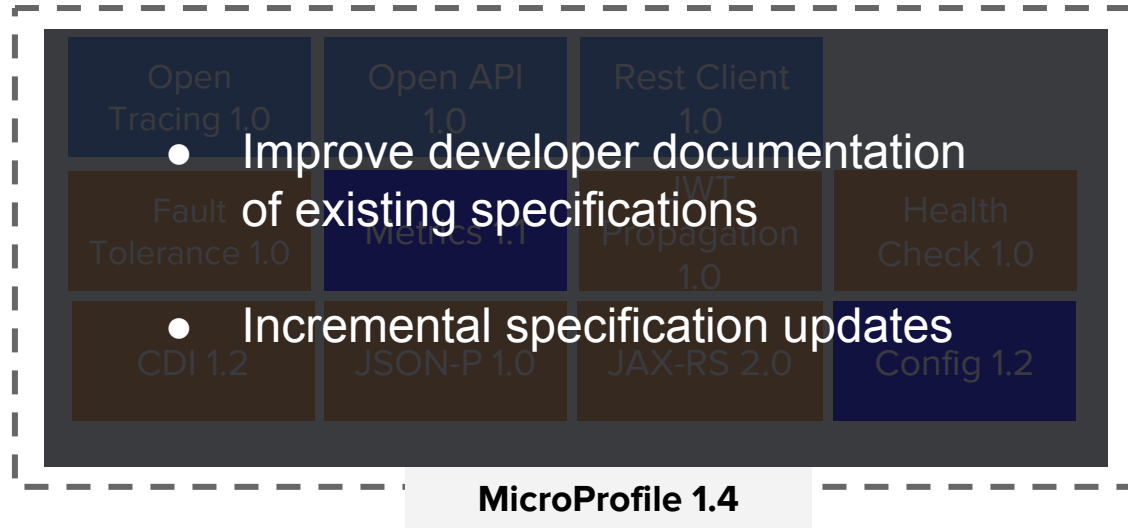 Open
Tracing 1.0
Open API
1.0
Rest Client
1.0
● Improve developer documentation
of existing specifications
Fault
Tolerance 1.0
Metrics 1.1
JWT
Propagation
1.0
Health
Check 1.0
● Incremental specification updates
CDI 1.2
JSON-P 1.0
JAX-RS 2.0
Config 1.2
MicroProfile 1.4